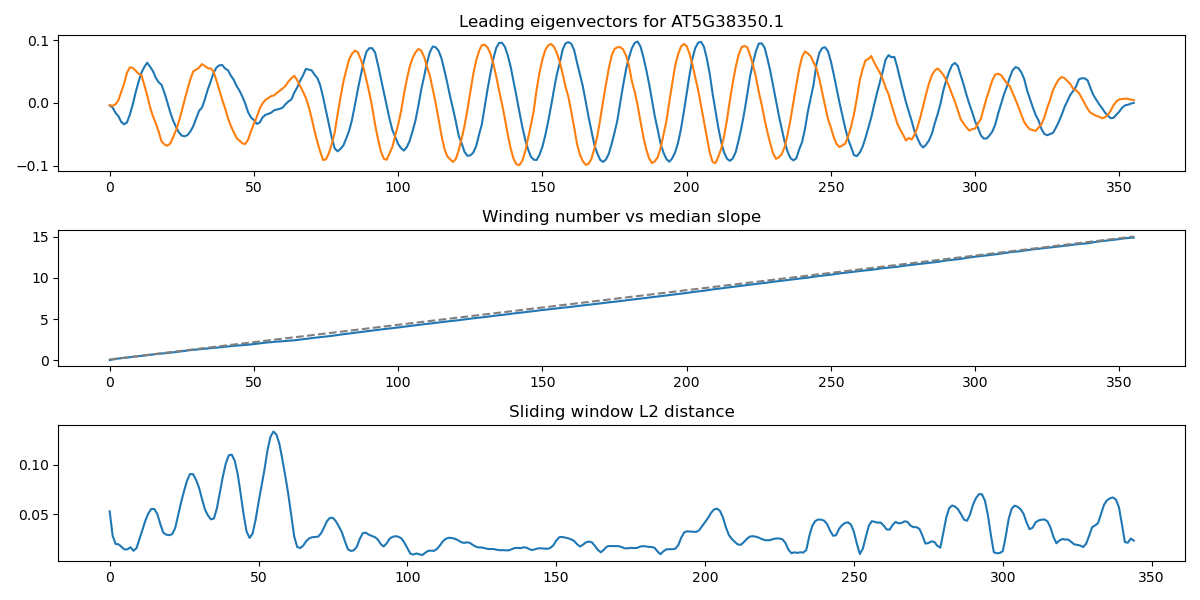 Leading eigenvectors for AT5G38350.1
0.1
0.0
−0.1
0 50 100 150 200 250 300 350
Winding number vs median slope
15
10
5
0
0 50 100 150 200 250 300 350
Sliding window L2 distance
0.10
0.05
0 50 100 150 200 250 300 350